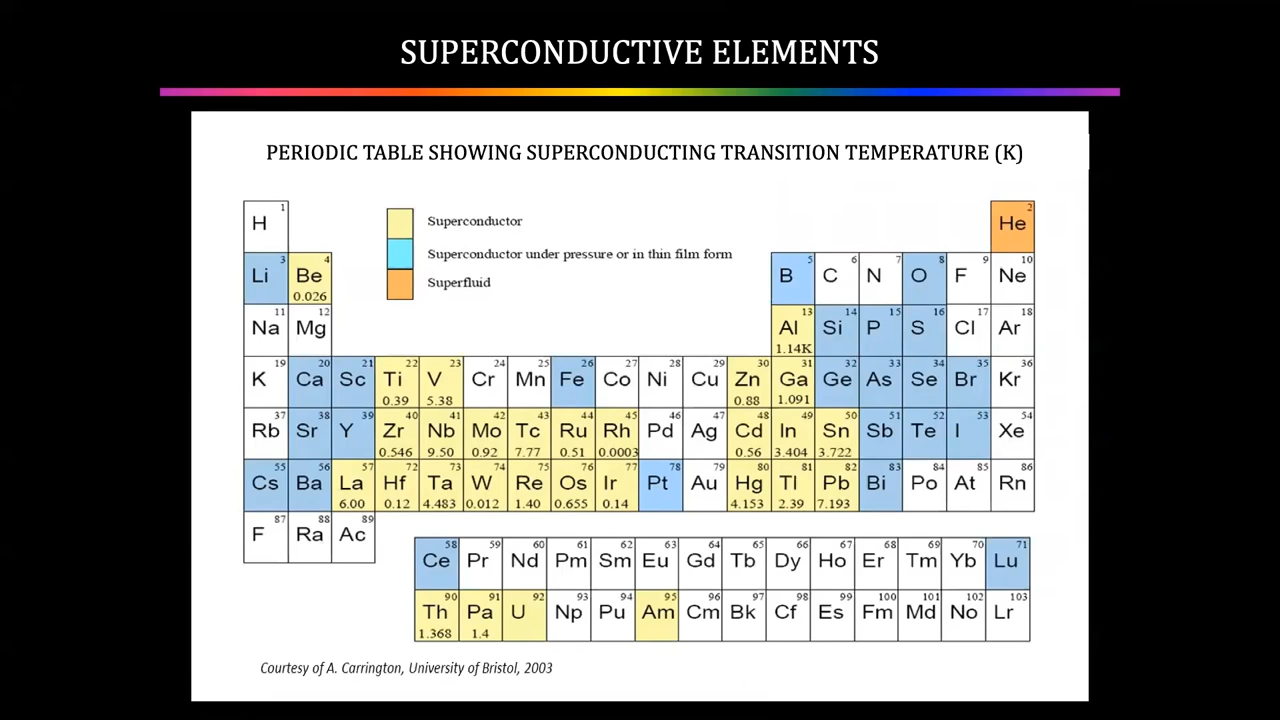 SUPERCONDUCTIVE ELEMENTS
PERIODIC TABLE SHOWING SUPERCONDUCTING TRANSITION TEMPERATURE (K)
H 1 He 2
Superconductor
Superconductor under pressure or in thin film form
Superfluid
Li 3 Be 4 B 5 C 6 N 7 O 8 F 9 Ne 10
0.026
Na 11 Mg 12 Al 13 Si 14 P 15 S 16 Cl 17 Ar 18
1.14K
K 19 Ca 20 Sc 21 Ti 22 V 23 Cr 24 Mn 25 Fe 26 Co 27 Ni 28 Cu 29 Zn 30 Ga 31 Ge 32 As 33 Se 34 Br 35 Kr 36
0.39 5.38 0.88 1.091
Rb 37 Sr 38 Y 39 Zr 40 Nb 41 Mo 42 Tc 43 Ru 44 Rh 45 Pd 46 Ag 47 Cd 48 In 49 Sn 50 Sb 51 Te 52 I 53 Xe 54
0.546 9.50 0.92 7.77 0.51 0.0003 0.56 3.404 3.722
Cs 55 Ba 56 La 57 Hf 72 Ta 73 W 74 Re 75 Os 76 Ir 77 Pt 78 Au 79 Hg 80 Tl 81 Pb 82 Bi 83 Po 84 At 85 Rn 86
6.00 0.12 4.483 0.012 1.40 0.655 0.14 4.153 2.39 7.193
F 87 Ra 88 Ac 89
Ce 58 Pr 59 Nd 60 Pm 61 Sm 62 Eu 63 Gd 64 Tb 65 Dy 66 Ho 67 Er 68 Tm 69 Yb 70 Lu 71
Th 90 Pa 91 U 92 Np 93 Pu 94 Am 95 Cm 96 Bk 97 Cf 98 Es 99 Fm 100 Md 101 No 102 Lr 103
1.368 1.4
Courtesy of A. Carrington, University of Bristol, 2003